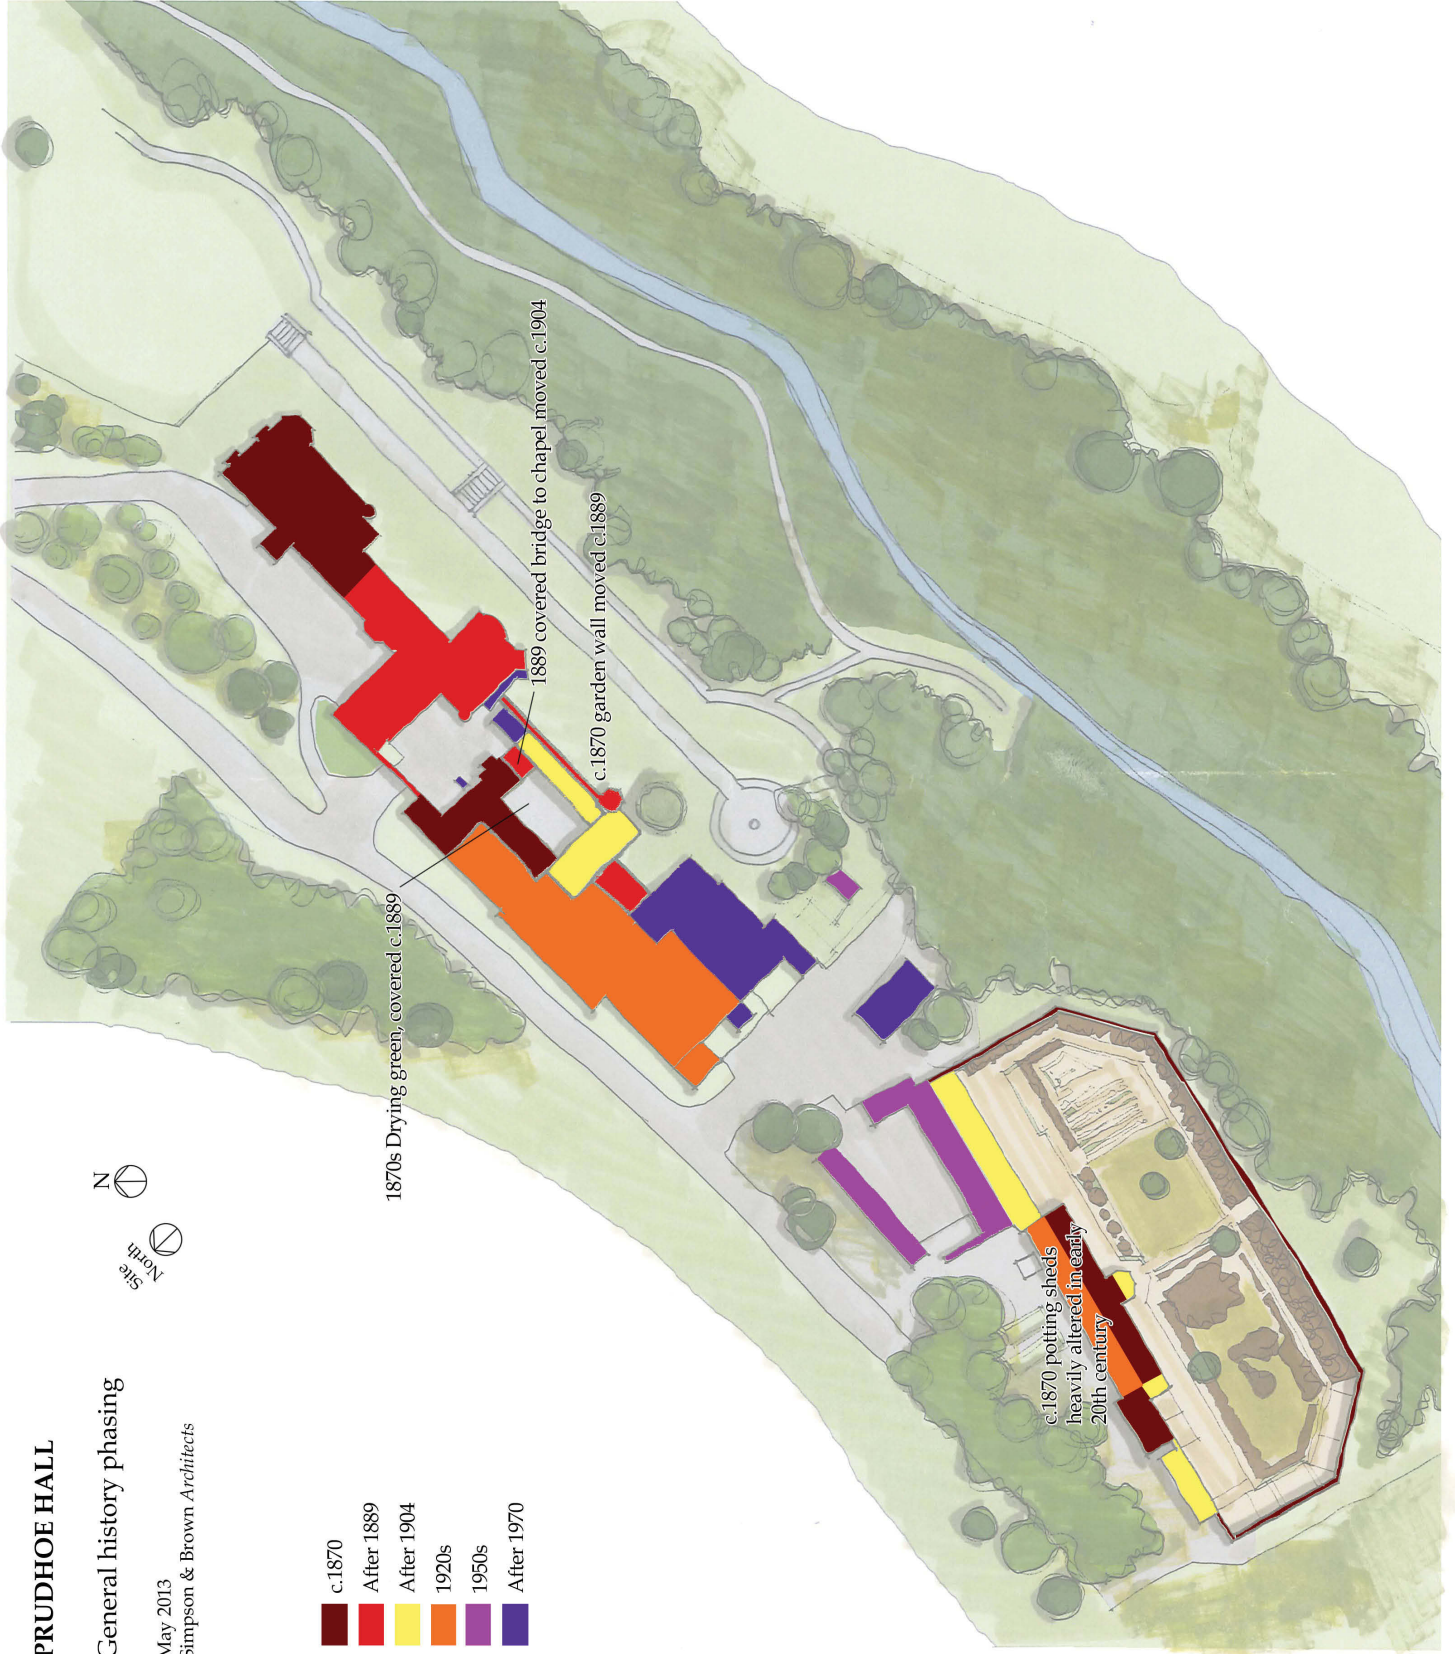 PRUDHOE HALL
General history phasing
May 2013
Simpson & Brown Architects
c.1870
After 1889
After 1904
1920s
1950s
After 1970
N
Site
North
1870s Drying green, covered c.1889
1889 covered bridge to chapel moved c.1904
c.1870 garden wall moved c.1889
c.1870 potting sheds
heavily altered in early
20th century